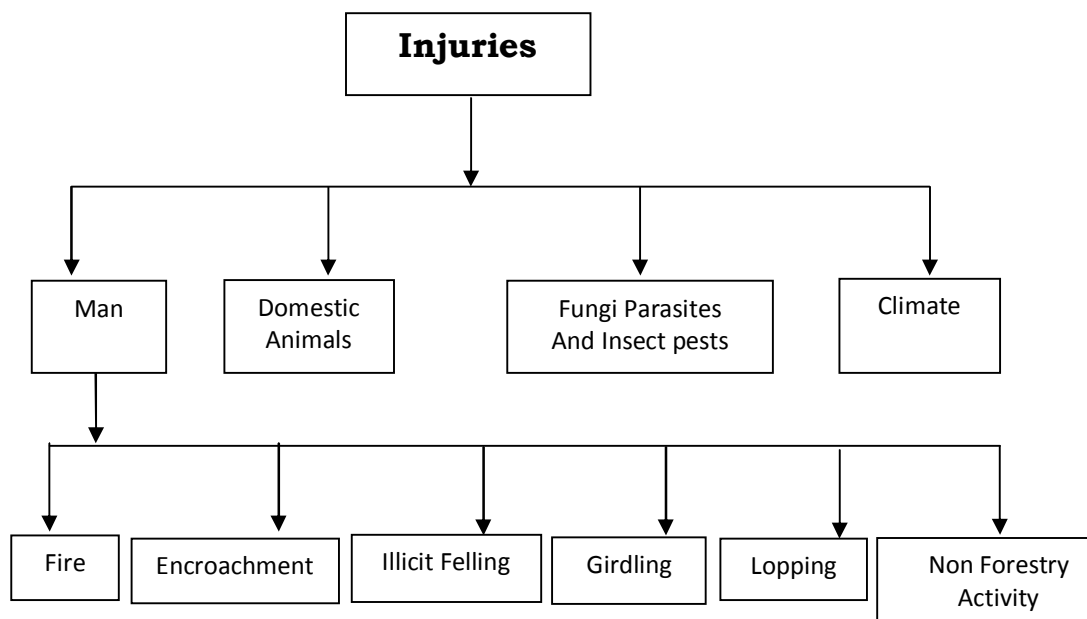 Injuries
Man
Domestic
Animals
Fungi Parasites
And Insect pests
Climate
Fire
Encroachment
Illicit Felling
Girdling
Lopping
Non Forestry
Activity